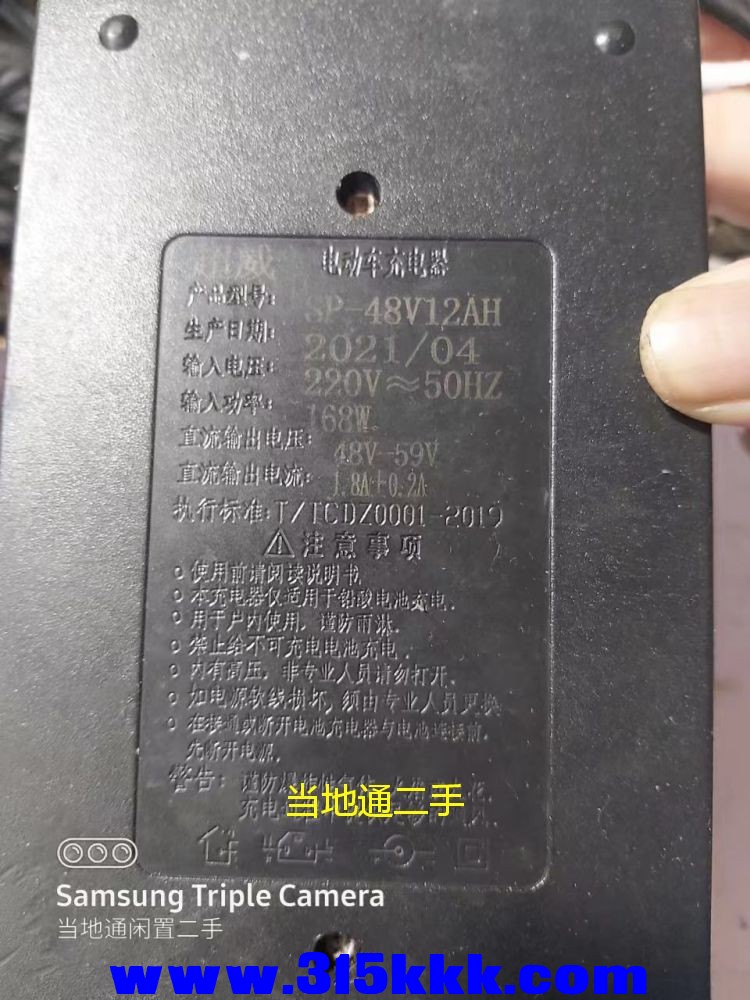 电动车充电器
产品型号: SP-48V12AH
生产日期: 2021/04
输入电压: 220V≈50HZ
输入功率: 168W
直流输出电压: 48V-59V
直流输出电流: 1.8A+0.2A
执行标准:T/TCDZ0001-2019
⚠注意事项
○使用前请阅读说明书
○本充电器仅适用于铅酸电池充电.
○用于户内使用. 谨防雨淋.
○禁止给不可充电电池充电.
○内有高压, 非专业人员请勿打开.
○如电源软线损坏, 须由专业人员更换
○在接通或断开电池充电器与电池连接前,
先断开电源.
警告: 谨防爆炸性气体
充电
当地通二手
Samsung Triple Camera
当地通闲置二手
www.315kkk.com